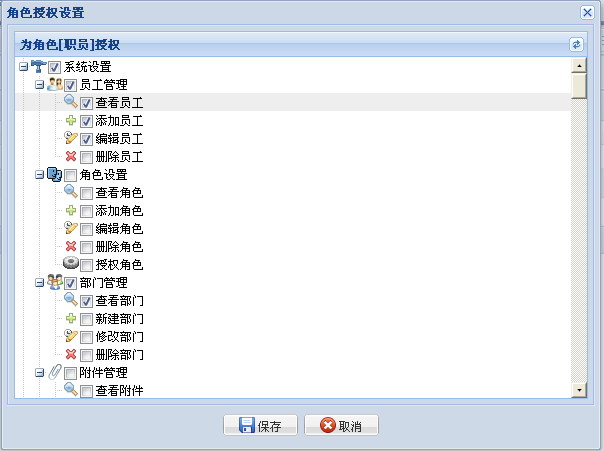 角色授权设置
为角色[职员]授权
系统设置
员工管理
查看员工
添加员工
编辑员工
删除员工
角色设置
查看角色
添加角色
编辑角色
删除角色
授权角色
部门管理
查看部门
新建部门
修改部门
删除部门
附件管理
查看附件
保存 取消